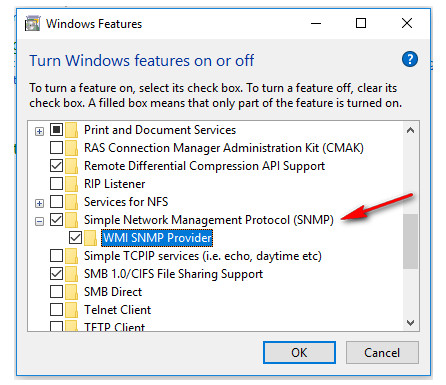 Windows Features
Turn Windows features on or off
To turn a feature on, select its check box. To turn a feature off, clear its
check box. A filled box means that only part of the feature is turned on.
Print and Document Services
RAS Connection Manager Administration Kit (CMAK)
Remote Differential Compression API Support
RIP Listener
Services for NFS
Simple Network Management Protocol (SNMP)
WMI SNMP Provider
Simple TCPIP services (i.e. echo, daytime etc)
SMB 1.0/CIFS File Sharing Support
SMB Direct
Telnet Client
TFTP Client
OK
Cancel